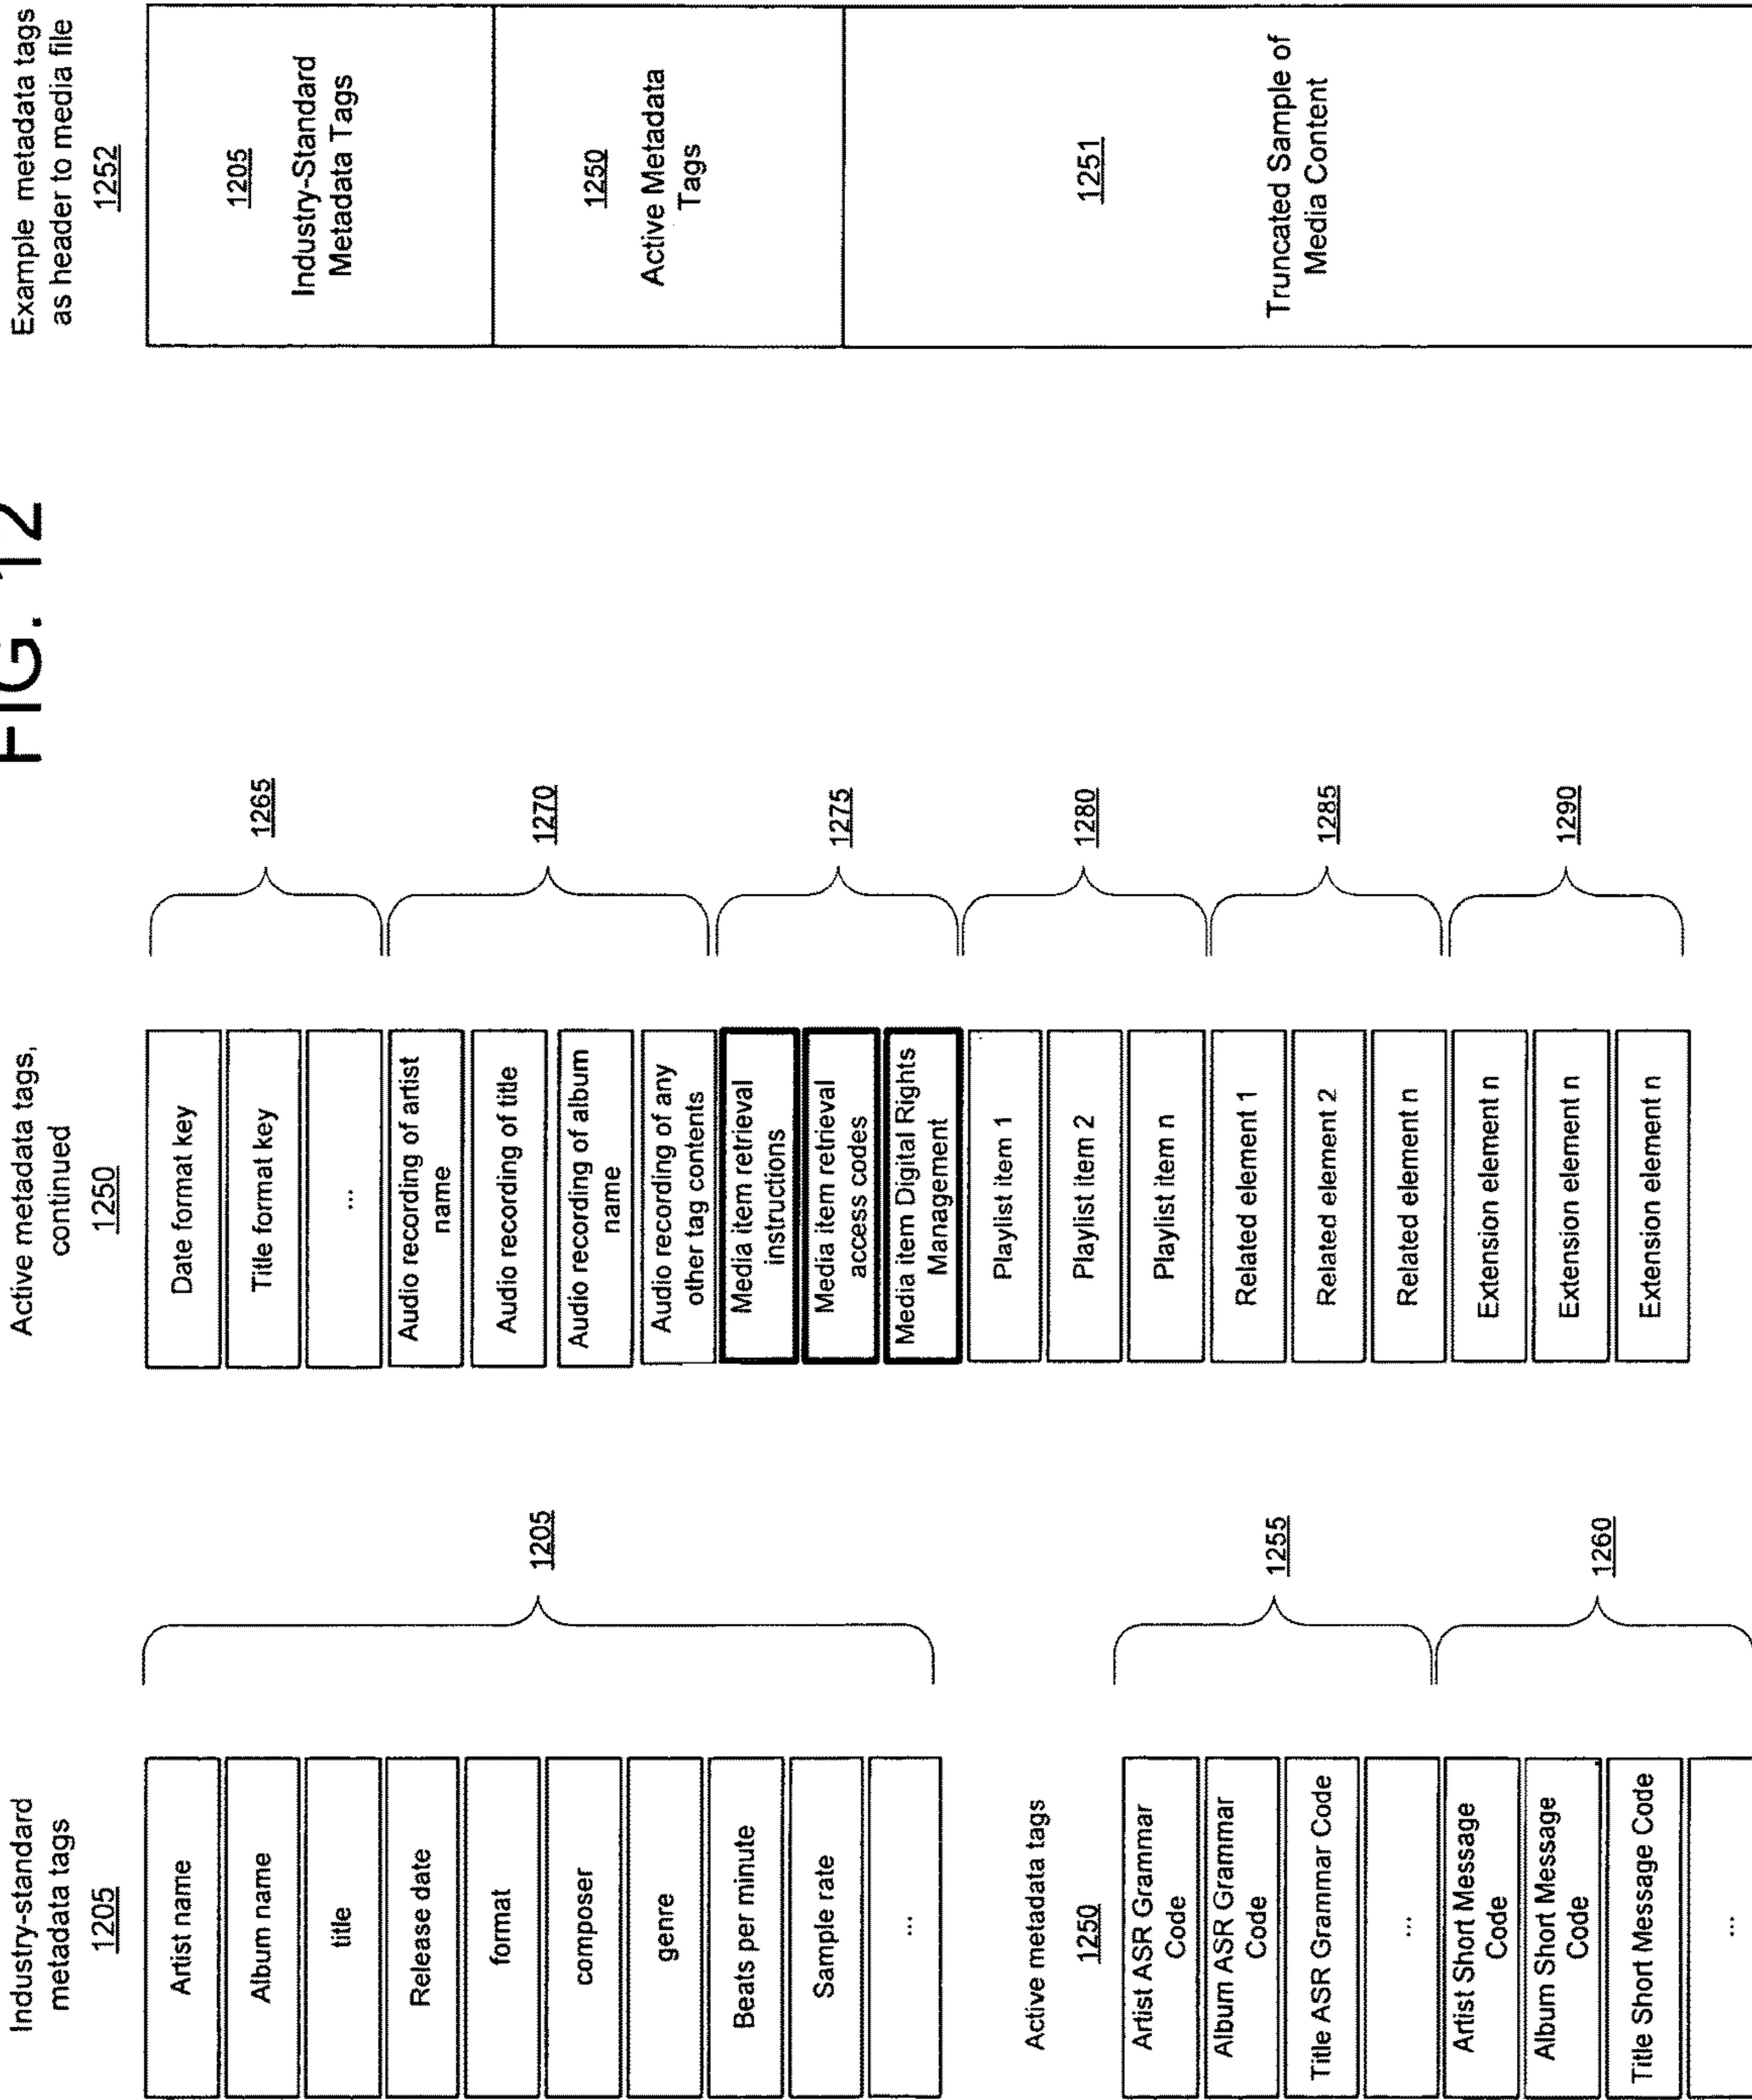 FIG. 12
Industry-standard
metadata tags
1205
Artist name
Album name
title
Release date
format
composer
genre
Beats per minute
Sample rate
...
1205
Active metadata tags
1250
Artist ASR Grammar
Code
Album ASR Grammar
Code
Title ASR Grammar Code
...
Artist Short Message
Code
Album Short Message
Code
Title Short Message Code
...
1255
1260
Active metadata tags,
continued
1250
Date format key
Title format key
...
Audio recording of artist
name
Audio recording of title
Audio recording of album
name
Audio recording of any
other tag contents
Media item retrieval
instructions
Media item retrieval
access codes
Media item Digital Rights
Management
Playlist item 1
Playlist item 2
Playlist item n
Related element 1
Related element 2
Related element n
Extension element n
Extension element n
Extension element n
1265
1270
1275
1280
1285
1290
Example metadata tags
as header to media file
1252
1205
Industry-Standard
Metadata Tags
1250
Active Metadata
Tags
1251
Truncated Sample of
Media Content